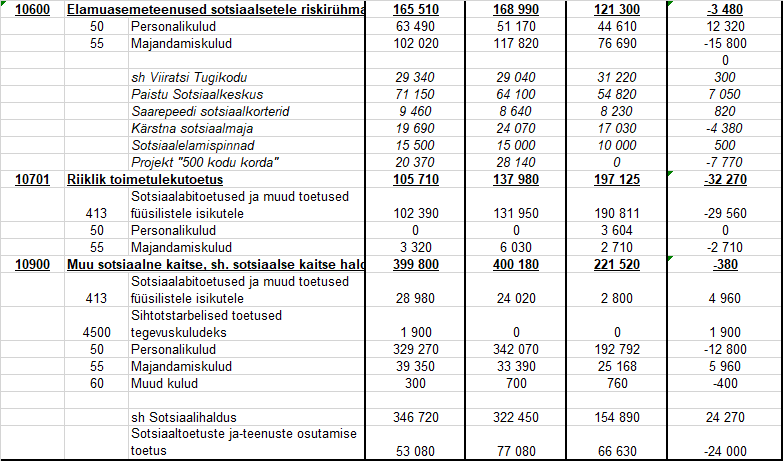 10600 Elamuasemeteenused sotsiaalsetele riskirühma 165 510 168 990 121 300 -3 480
50 Personalikulud 63 490 51 170 44 610 12 320
55 Majandamiskulud 102 020 117 820 76 690 -15 800
0
sh Viiratsi Tugikodu 29 340 29 040 31 220 300
Paistu Sotsiaalkeskus 71 150 64 100 54 820 7 050
Saarepeedi sotsiaalkorterid 9 460 8 640 8 230 820
Kärstna sotsiaalmaja 19 690 24 070 17 030 -4 380
Sotsiaalelamispinnad 15 500 15 000 10 000 500
Projekt "500 kodu korda" 20 370 28 140 0 -7 770
10701 Riiklik toimetulekutoetus 105 710 137 980 197 125 -32 270
Sotsiaalabitoetused ja muud toetused
413 füüsilistele isikutele 102 390 131 950 190 811 -29 560
50 Personalikulud 0 0 3 604 0
55 Majandamiskulud 3 320 6 030 2 710 -2 710
10900 Muu sotsiaalne kaitse, sh. sotsiaalse kaitse hald 399 800 400 180 221 520 -380
Sotsiaalabitoetused ja muud toetused
413 füüsilistele isikutele 28 980 24 020 2 800 4 960
Sihtotstarbelised toetused
4500 tegevuskuludeks 1 900 0 0 1 900
50 Personalikulud 329 270 342 070 192 792 -12 800
55 Majandamiskulud 39 350 33 390 25 168 5 960
60 Muud kulud 300 700 760 -400
sh Sotsiaalihaldus 346 720 322 450 154 890 24 270
Sotsiaaltoetuste ja-teenuste osutamise
toetus 53 080 77 080 66 630 -24 000